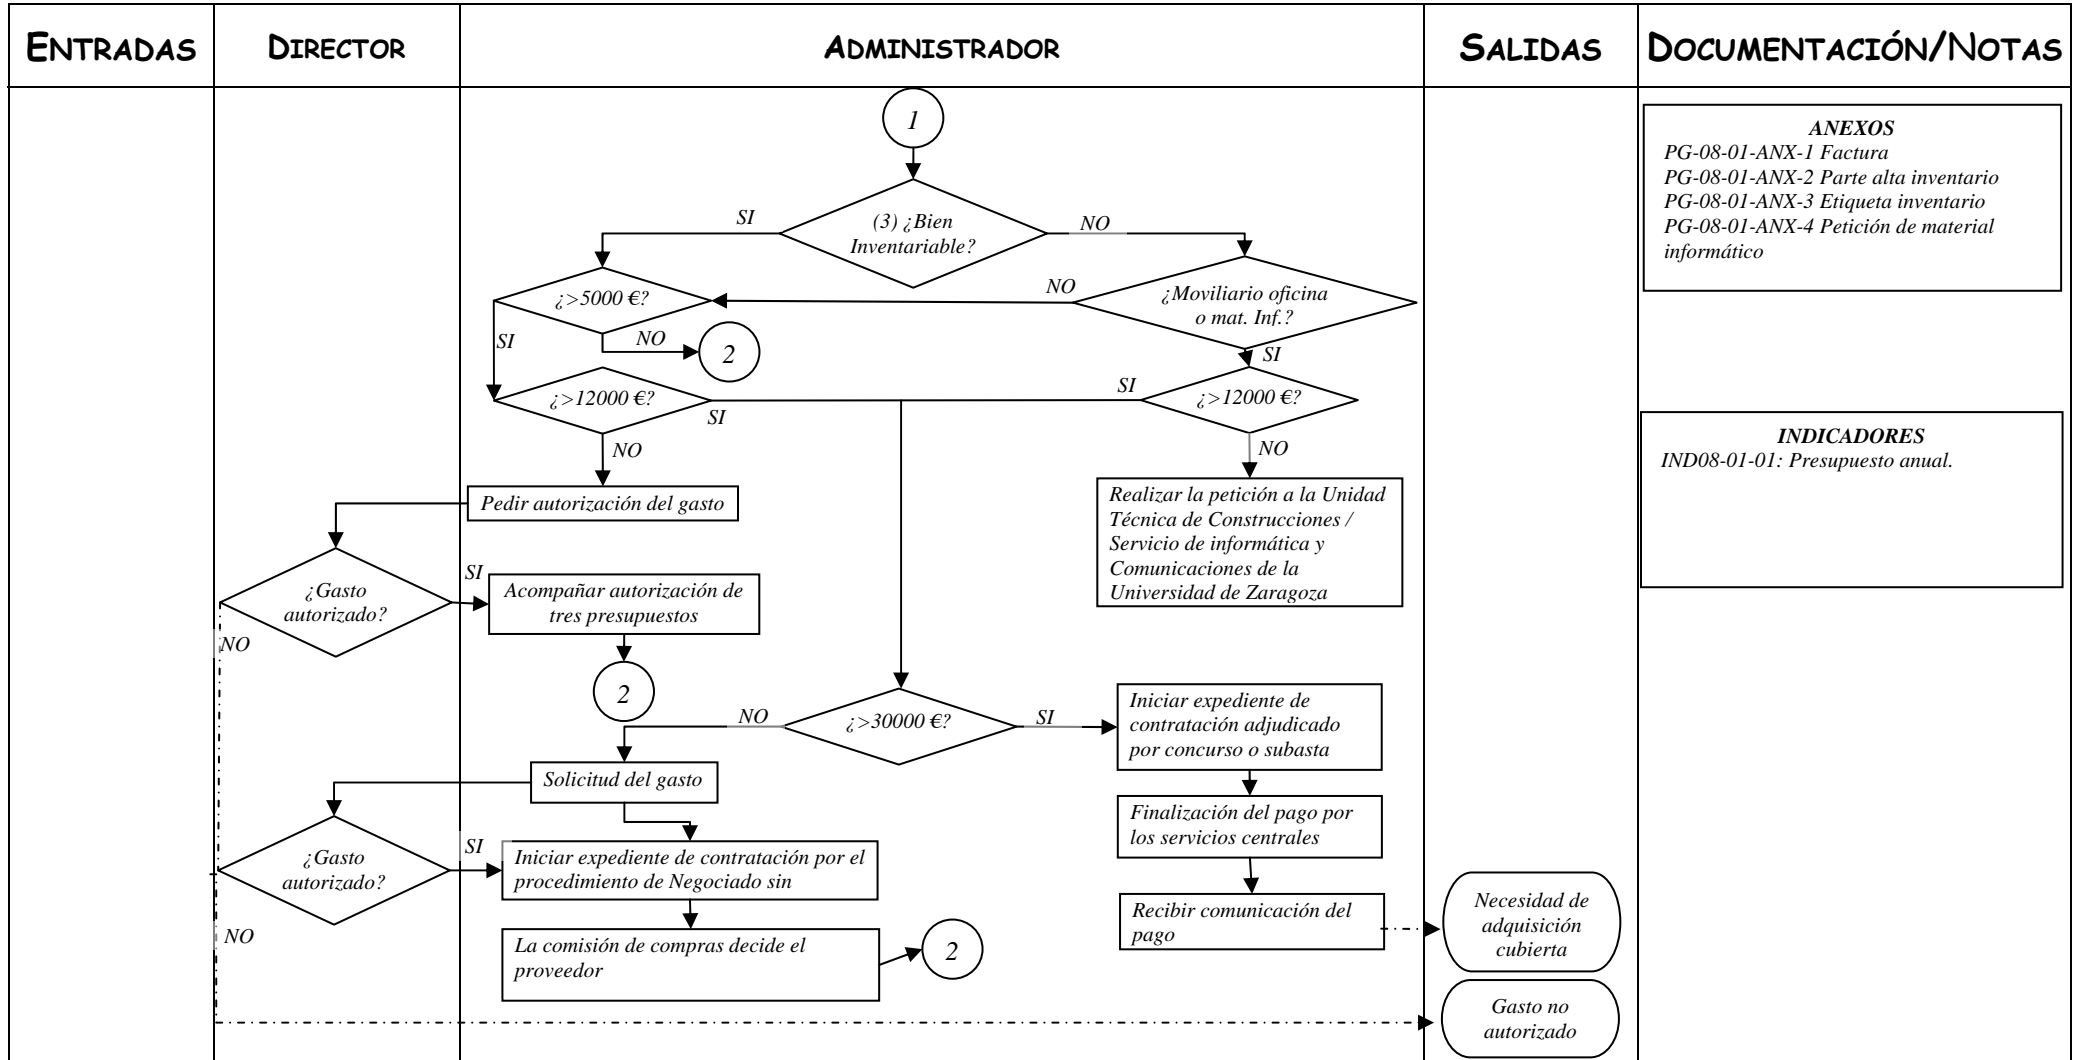 ENTRADAS
DIRECTOR
ADMINISTRADOR
SALIDAS
DOCUMENTACIÓN/NOTAS
1
(3) ¿Bien
Inventariable?
SI
NO
¿>5000 €?
NO
¿Moviliario oficina
o mat. Inf.?
SI
NO
2
SI
¿>12000 €?
SI
SI
¿>12000 €?
NO
NO
Pedir autorización del gasto
Realizar la petición a la Unidad
Técnica de Construcciones /
Servicio de informática y
Comunicaciones de la
Universidad de Zaragoza
¿Gasto
autorizado?
SI
NO
Acompañar autorización de
tres presupuestos
2
¿>30000 €?
NO
SI
Iniciar expediente de
contratación adjudicado
por concurso o subasta
Solicitud del gasto
Finalización del pago por
los servicios centrales
¿Gasto
autorizado?
SI
NO
Iniciar expediente de contratación por el
procedimiento de Negociado sin
Recibir comunicación del
pago
La comisión de compras decide el
proveedor
2
Necesidad de
adquisición
cubierta
Gasto no
autorizado
ANEXOS
PG-08-01-ANX-1 Factura
PG-08-01-ANX-2 Parte alta inventario
PG-08-01-ANX-3 Etiqueta inventario
PG-08-01-ANX-4 Petición de material
informático
INDICADORES
IND08-01-01: Presupuesto anual.